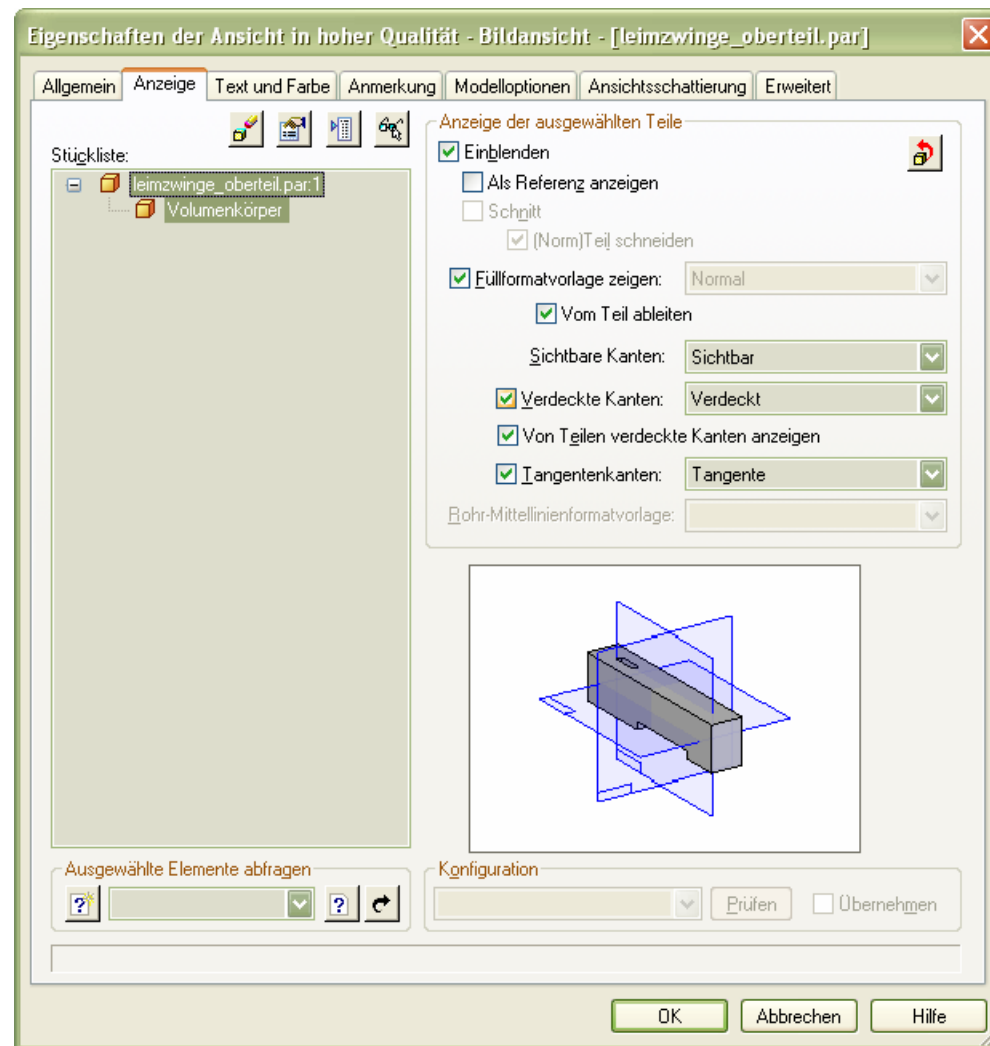 Eigenschaften der Ansicht in hoher Qualität - Bildansicht - [leimzwinge_oberteil.par]
Allgemein Anzeige Text und Farbe Anmerkung Modelloptionen Ansichtsschattierung Erweitert
Stückliste:
leimzwinge_oberteil.par:1
Volumenkörper
Anzeige der ausgewählten Teile
Einblenden
Als Referenz anzeigen
Schnitt
(Norm)Teil schneiden
Füllformatvorlage zeigen: Normal
Vom Teil ableiten
Sichtbare Kanten: Sichtbar
Verdeckte Kanten: Verdeckt
Von Teilen verdeckte Kanten anzeigen
Tangentenkanten: Tangente
Rohr-Mittellinienformatvorlage:
Ausgewählte Elemente abfragen
Konfiguration
Prüfen Übernehmen
OK Abbrechen Hilfe